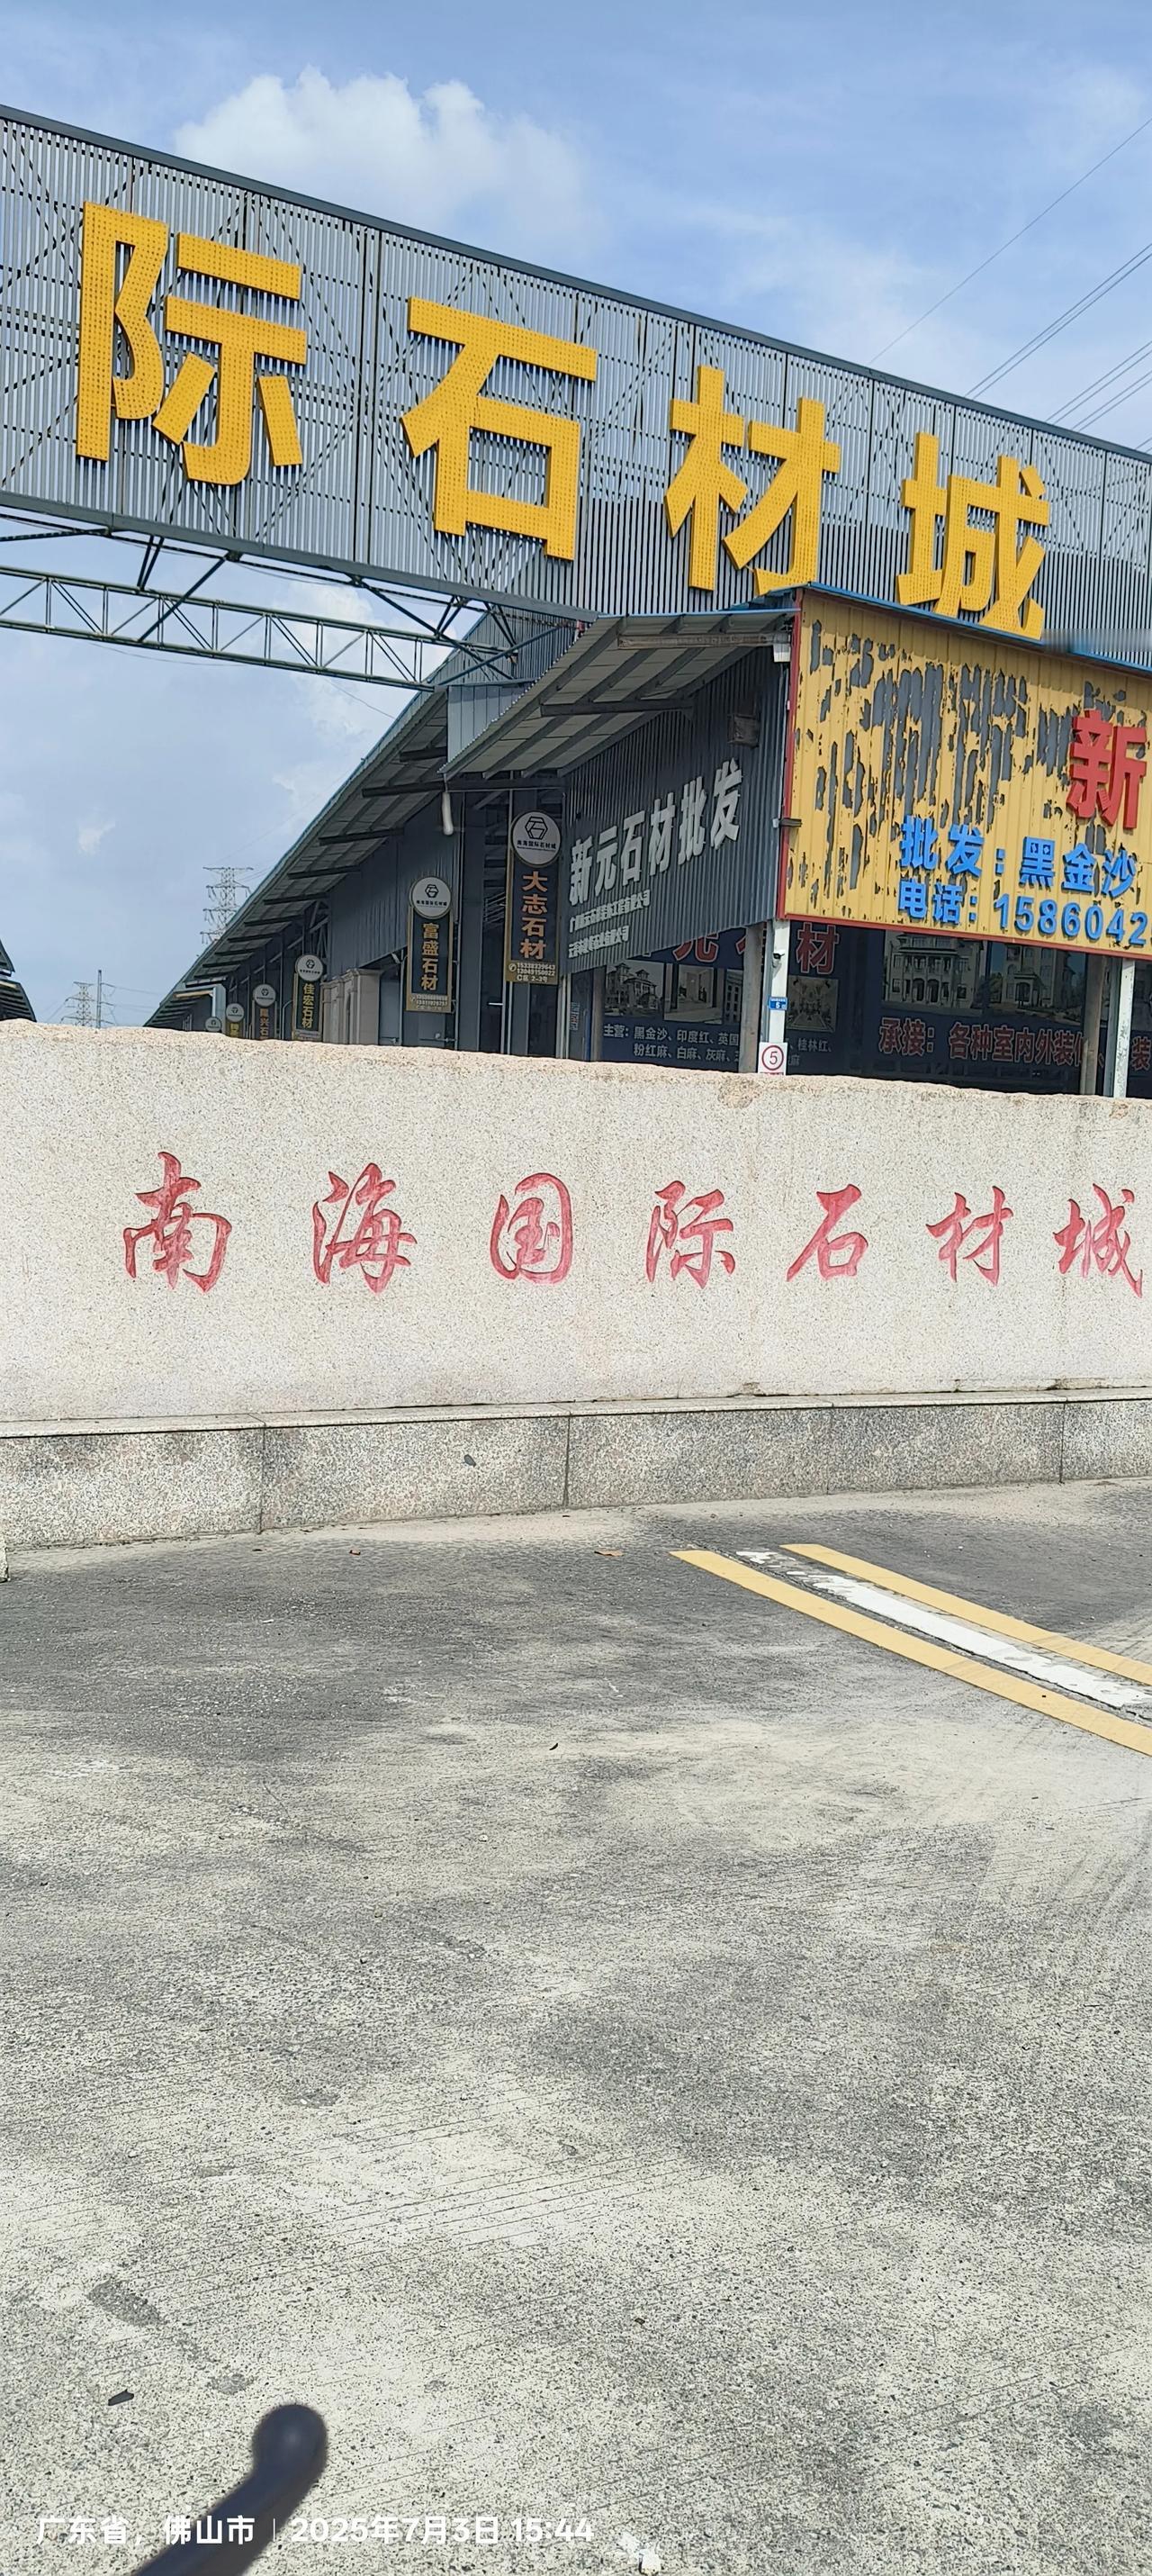 际石材城
新
批发:黑金沙
电话:1586042
新元石材批发
大志石材
富盛石材
佳宏石材
主营:黑金沙、印度红、英国
桂林红、
粉红麻、白麻、灰麻、
承接:各种室内外装
5
南海国际石材城
广东省,佛山市 | 2025年7月3日 15:44